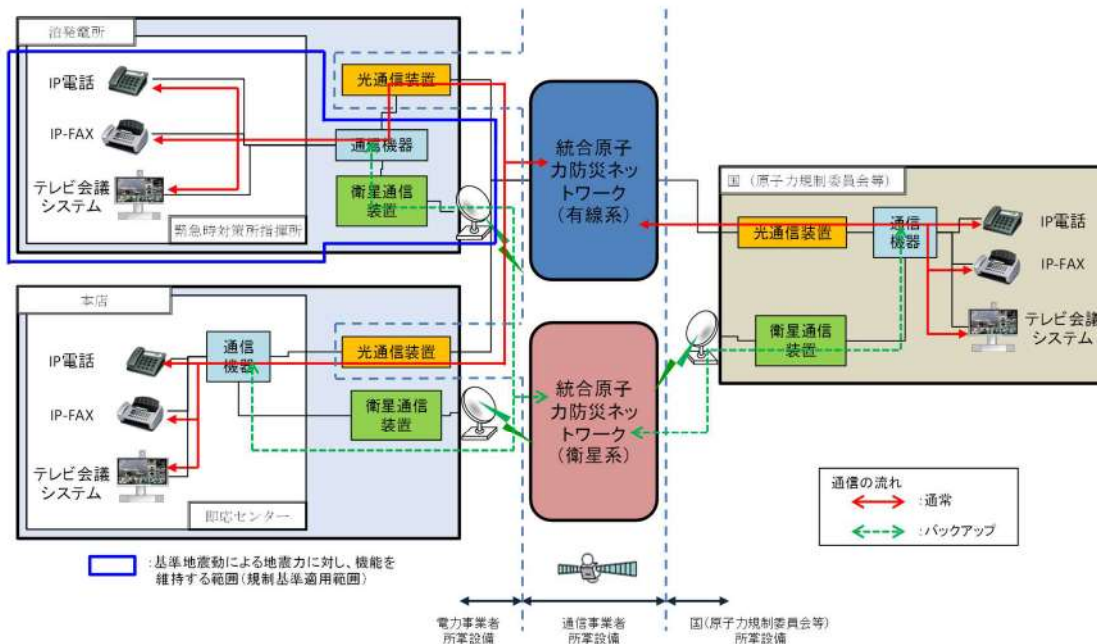 泊発電所
IP電話
IP-FAX
テレビ会議
システム
緊急時対策所指揮所
光通信装置
通信機器
衛星通信
装置
本店
IP電話
IP-FAX
テレビ会議
システム
即応センター
通信
機器
光通信装置
衛星通信
装置
統合原子
力防災ネッ
トワーク
(有線系)
統合原子
力防災ネッ
トワーク
(衛星系)
国(原子力規制委員会等)
光通信装置
通信
機器
衛星通信
装置
IP電話
IP-FAX
テレビ会議
システム
通信の流れ
:通常
:バックアップ
:基準地震動による地震力に対し、機能を
維持する範囲(規制基準適用範囲)
電力事業者
所掌設備
通信事業者
所掌設備
国(原子力規制委員会等)
所掌設備